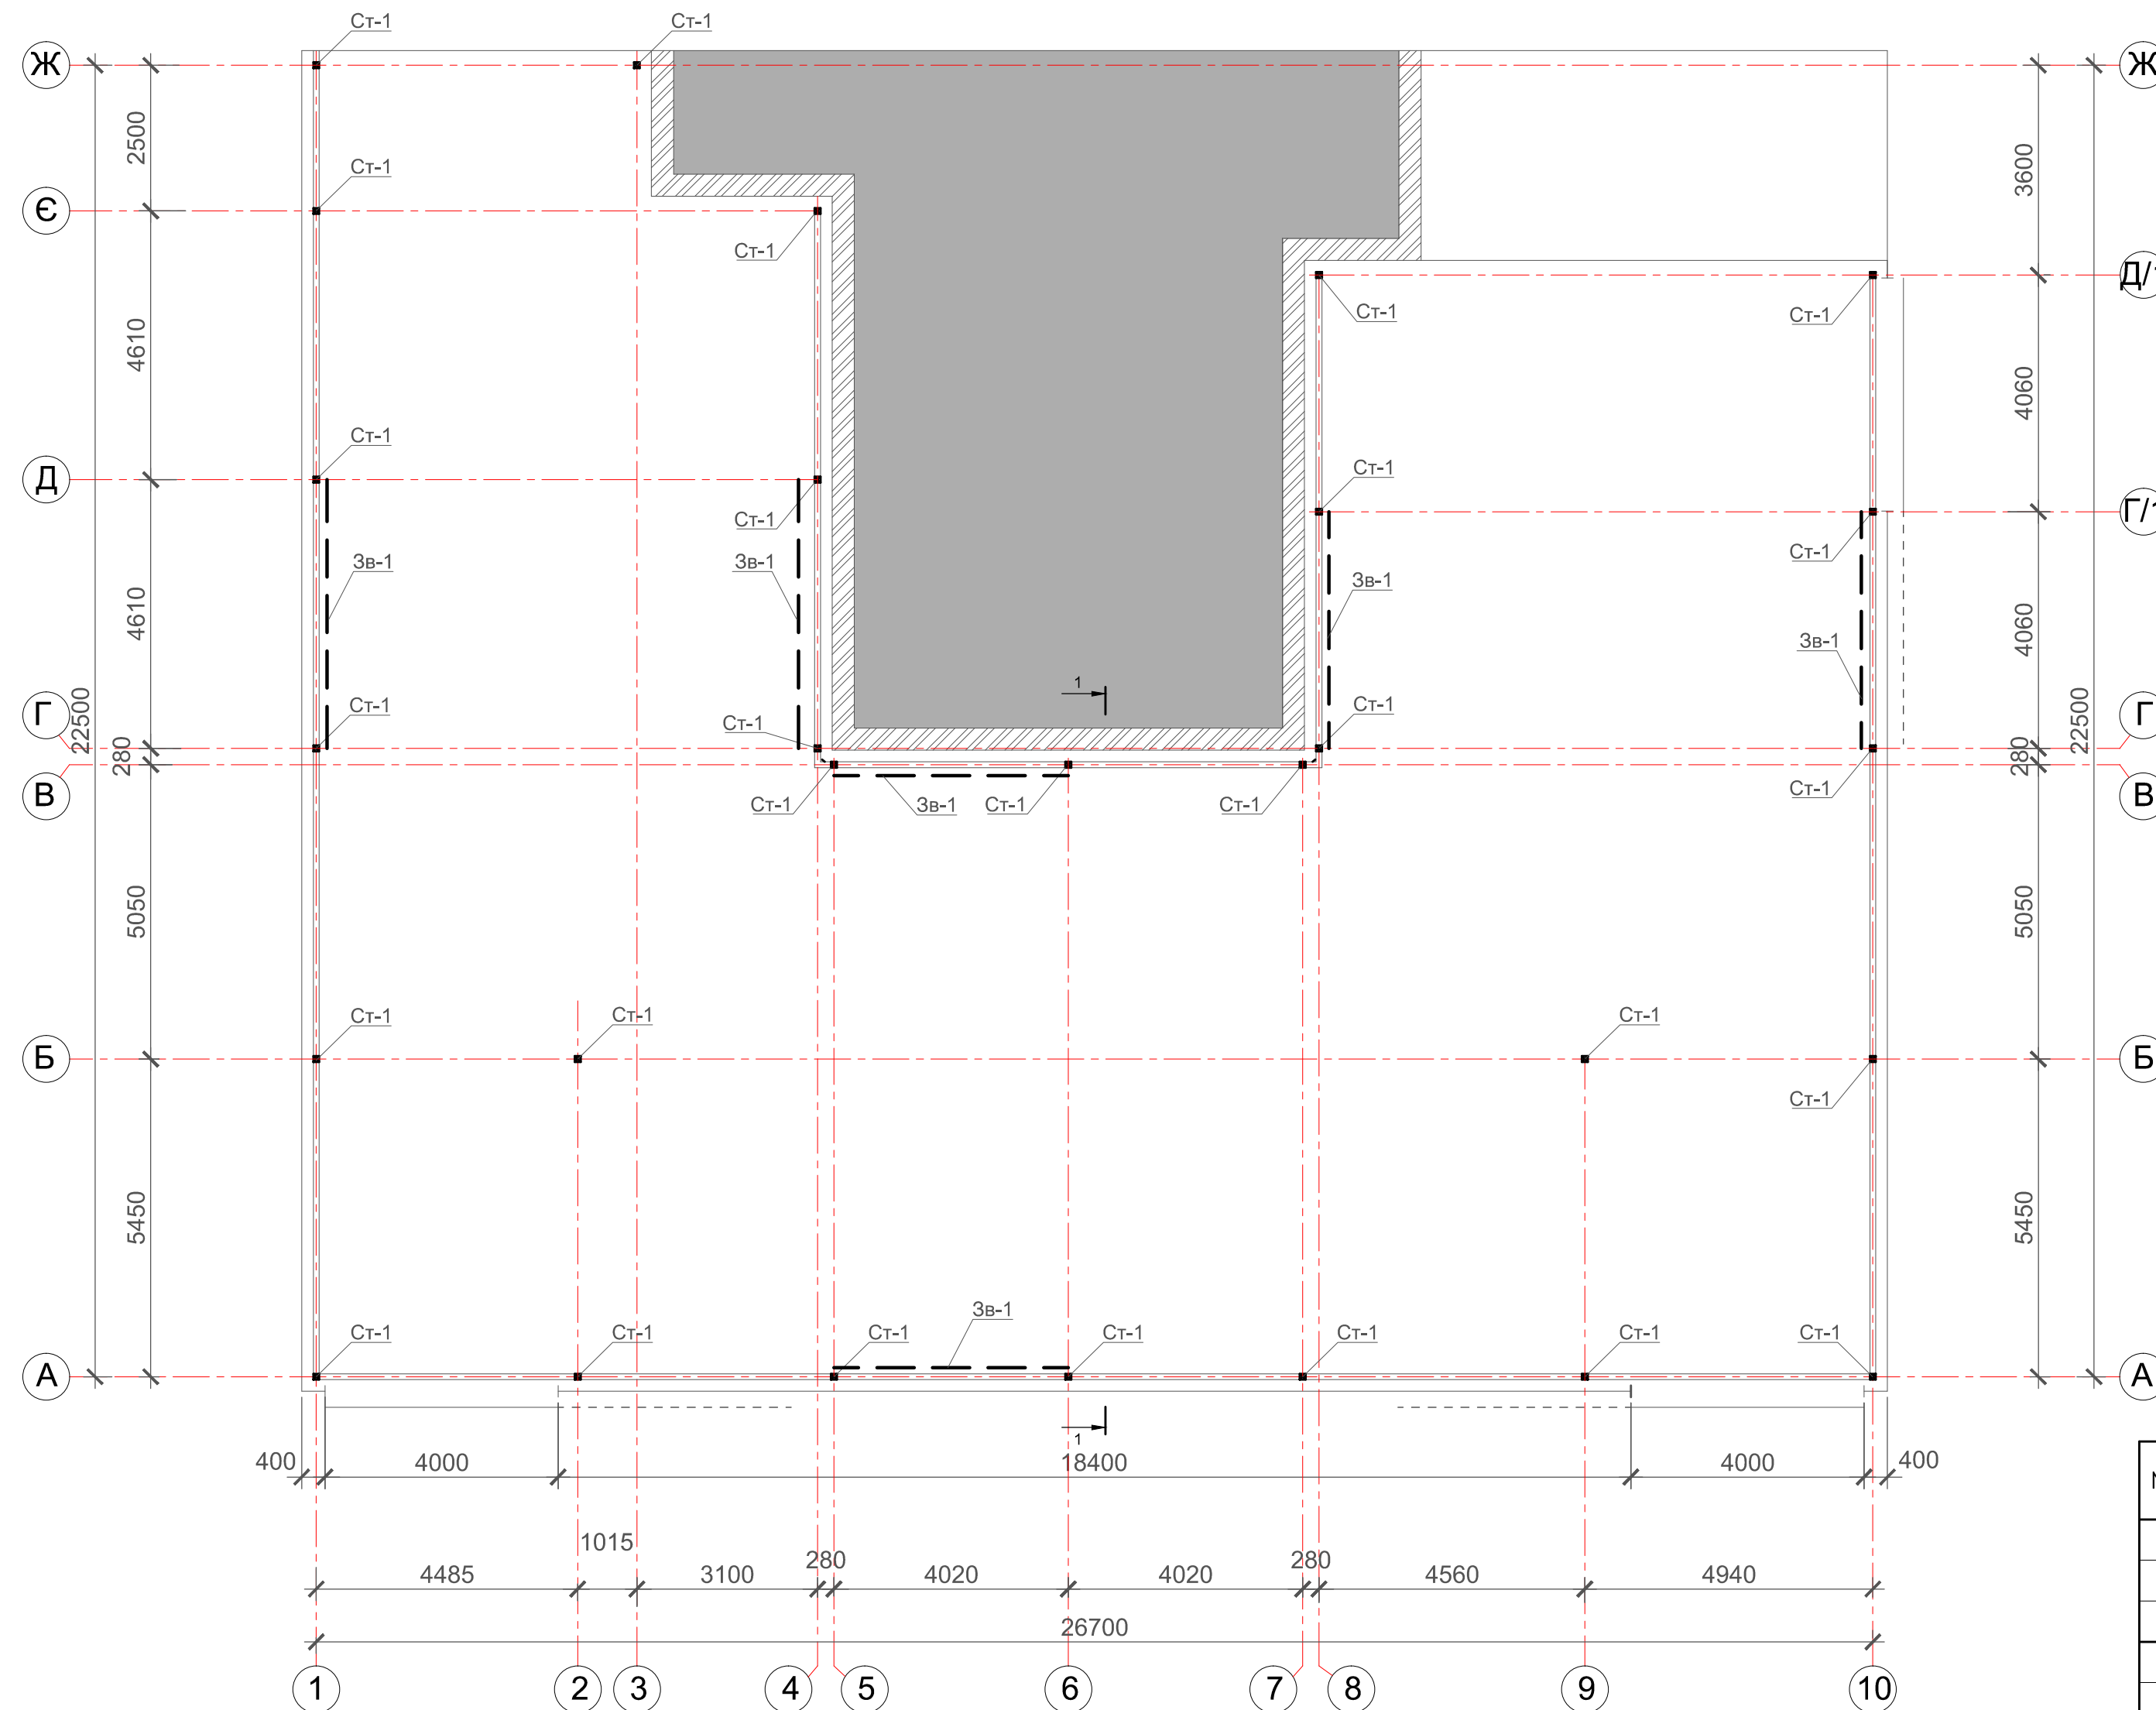 Ст-1 Ст-1
Ж Ж
2500 3600
Ст-1
Є
Ст-1
Д/1
Ст-1 Ст-1
4610 4060
Ст-1 Ст-1
Д
Ст-1 Г/1
Зв-1 Зв-1 Ст-1
Зв-1
4610 4060
Зв-1
1
Ст-1 Ст-1 Ст-1
Г Г
22500 280 280 22500
В В
Ст-1 Зв-1 Ст-1 Ст-1 Ст-1
5050 5050
Ст-1 Ст-1 Ст-1
Б Б
Ст-1
5450 5450
Зв-1
Ст-1 Ст-1 Ст-1 Ст-1 Ст-1 Ст-1 Ст-1
А А
1
400 4000 18400 4000 400
1015
280 280
4485 3100 4020 4020 4560 4940
26700
1 2 3 4 5 6 7 8 9 10